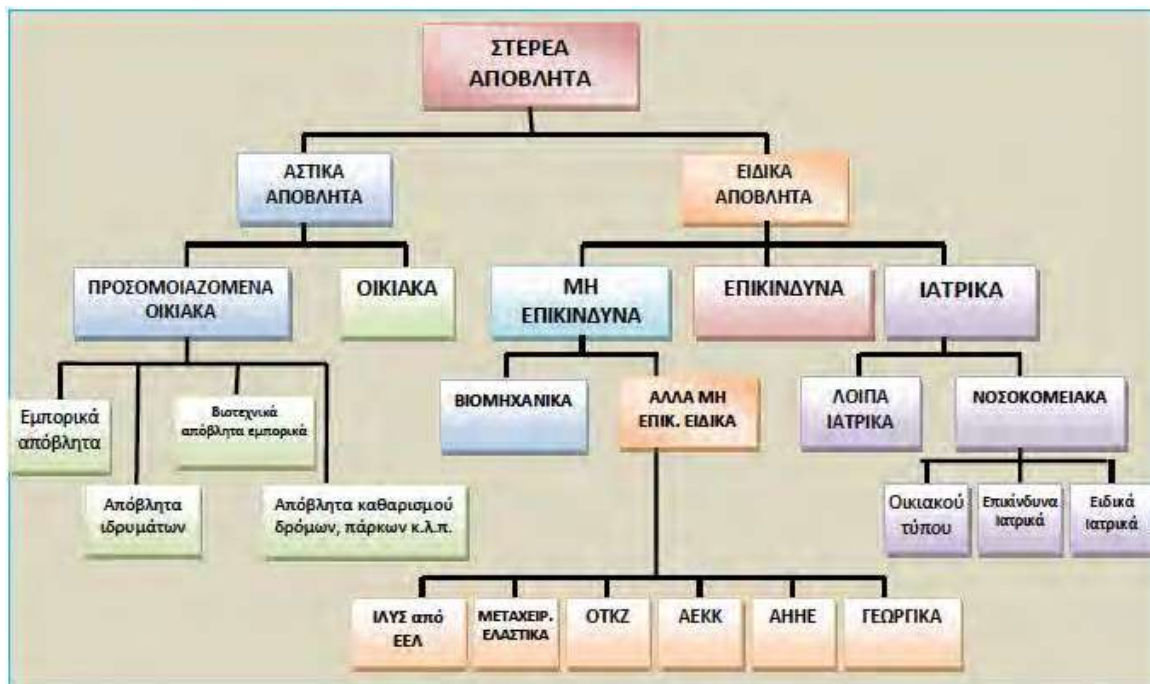 ΣΤΕΡΕΑ
ΑΠΟΒΛΗΤΑ
ΑΣΤΙΚΑ
ΑΠΟΒΛΗΤΑ
ΕΙΔΙΚΑ
ΑΠΟΒΛΗΤΑ
ΠΡΟΣΟΜΟΙΑΖΟΜΕΝΑ
ΟΙΚΙΑΚΑ
ΟΙΚΙΑΚΑ
ΜΗ
ΕΠΙΚΙΝΔΥΝΑ
ΕΠΙΚΙΝΔΥΝΑ
ΙΑΤΡΙΚΑ
ΒΙΟΜΗΧΑΝΙΚΑ
ΑΛΛΑ ΜΗ
ΕΠΙΚ. ΕΙΔΙΚΑ
ΛΟΙΠΑ
ΙΑΤΡΙΚΑ
ΝΟΣΟΚΟΜΕΙΑΚΑ
Εμπορικά
απόβλητα
Βιοτεχνικά
απόβλητα εμπορικά
Απόβλητα
ιδρυμάτων
Απόβλητα καθαρισμού
δρόμων, πάρκων κ.λ.π.
Οικιακού
τύπου
Επικίνδυνα
Ιατρικά
Ειδικά
Ιατρικά
ΙΛΥΣ από
ΕΕΛ
ΜΕΤΑΧΕΙΡ.
ΕΛΑΣΤΙΚΑ
ΟΤΚΖ
ΑΕΚΚ
ΑΗΗΕ
ΓΕΩΡΓΙΚΑ